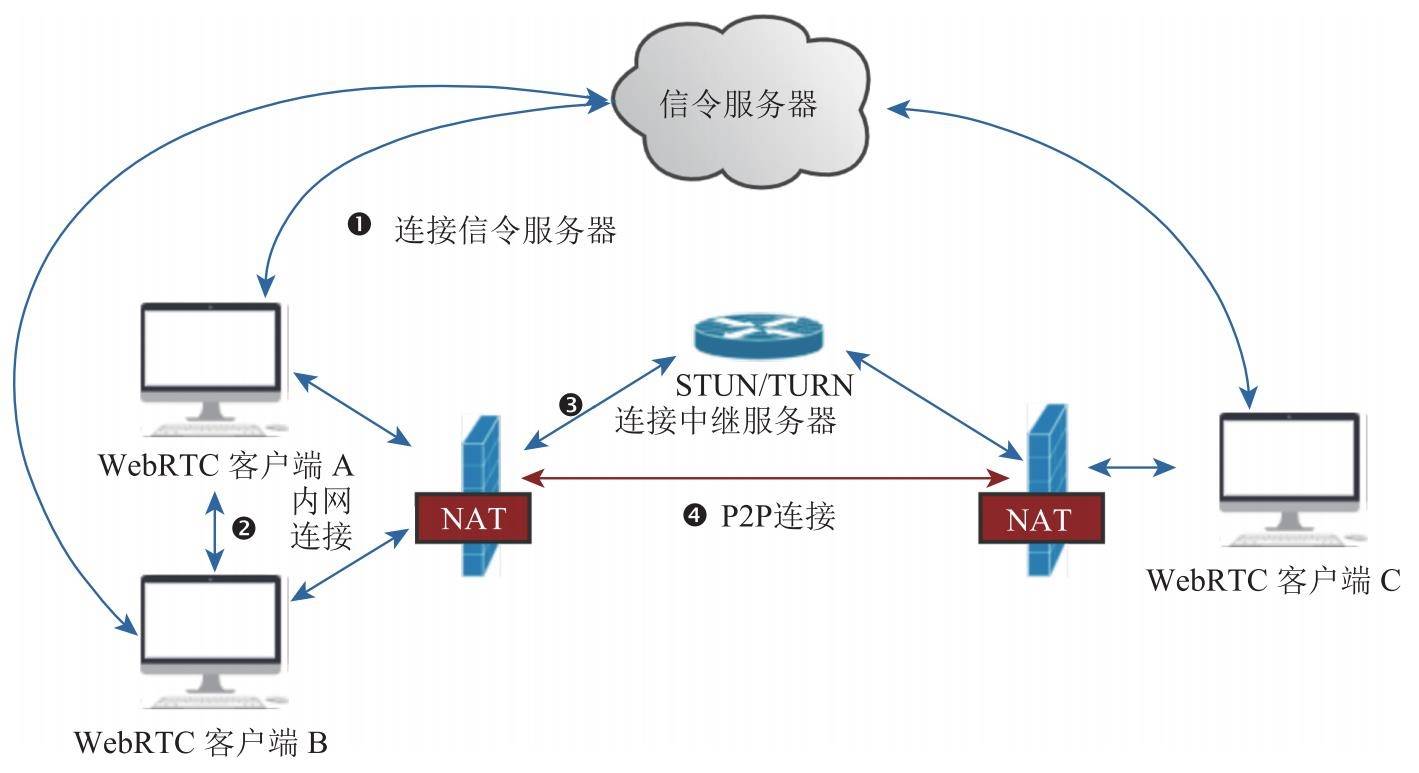 信令服务器
❶ 连接信令服务器
STUN/TURN
❸ 连接中继服务器
WebRTC 客户端 A
内网
❷ 连接
NAT
❹ P2P连接
NAT
WebRTC 客户端 C
WebRTC 客户端 B